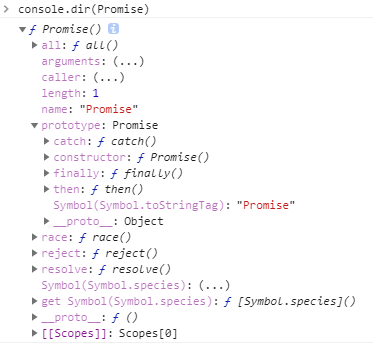 > console.dir(Promise)
▼ ƒ Promise() i
▶ all: ƒ all()
arguments: (...)
caller: (...)
length: 1
name: "Promise"
▼ prototype: Promise
▶ catch: ƒ catch()
▶ constructor: ƒ Promise()
▶ finally: ƒ finally()
▶ then: ƒ then()
Symbol(Symbol.toStringTag): "Promise"
▶ __proto__: Object
▶ race: ƒ race()
▶ reject: ƒ reject()
▶ resolve: ƒ resolve()
Symbol(Symbol.species): (...)
▶ get Symbol(Symbol.species): ƒ [Symbol.species]()
▶ __proto__: ƒ ()
▶ [[Scopes]]: Scopes[0]